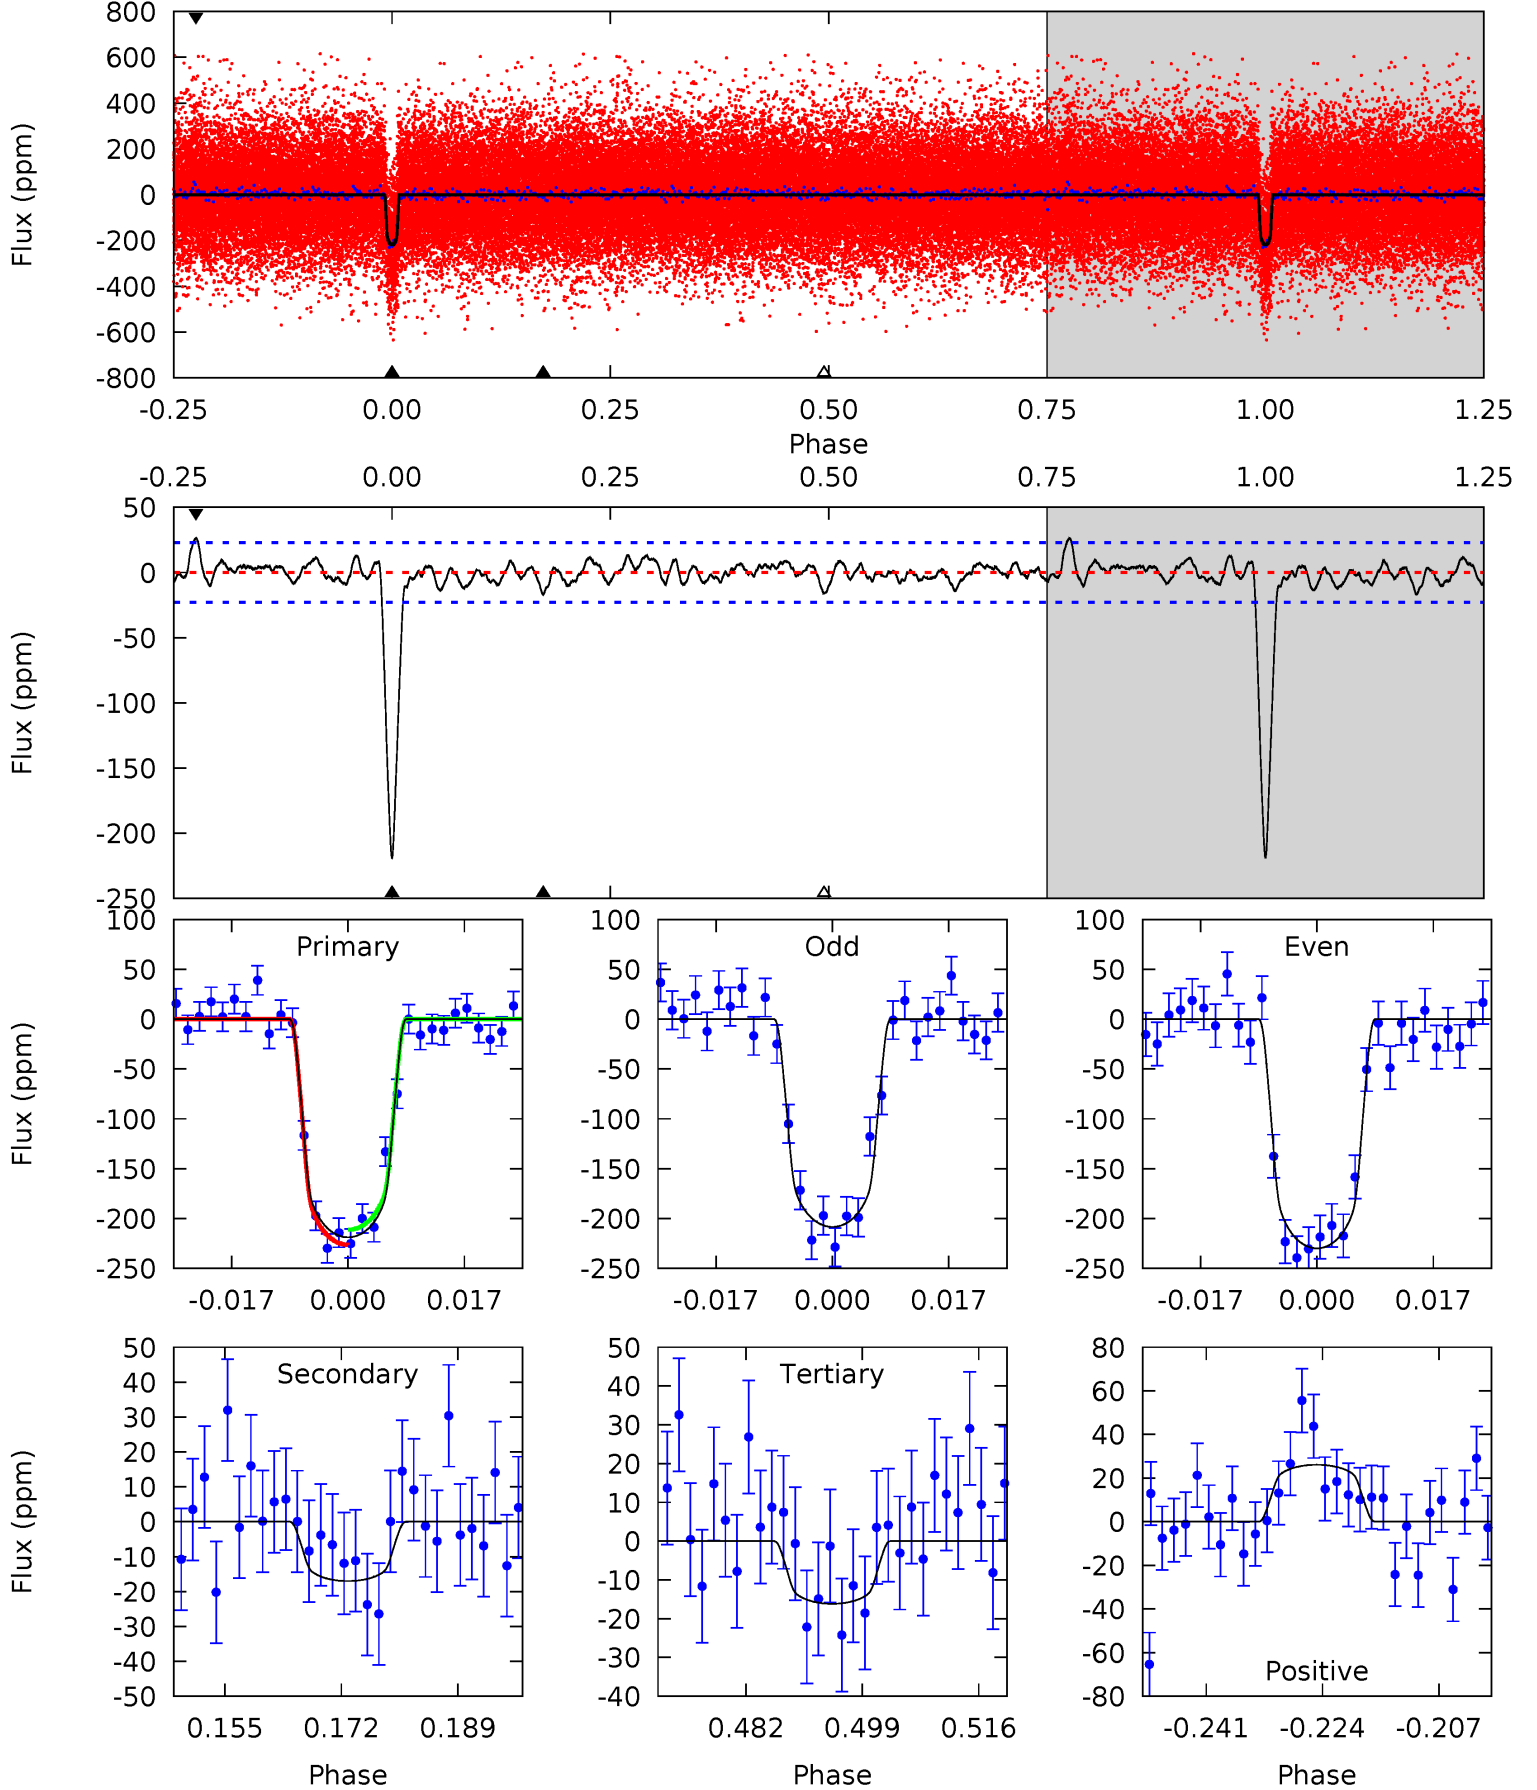 800
600
400
200
0
-200
-400
-600
-800
Flux (ppm)
-0.25 0.00 0.25 0.50 0.75 1.00 1.25
Phase
-0.25 0.00 0.25 0.50 0.75 1.00 1.25
50
0
-50
-100
-150
-200
-250
Flux (ppm)
Primary Odd Even
100 100 100
50 50 50
0 0 0
-50 -50 -50
-100 -100 -100
-150 -150 -150
-200 -200 -200
-250 -250 -250
Flux (ppm)
-0.017 0.000 0.017 -0.017 0.000 0.017 -0.017 0.000 0.017
Secondary Tertiary
50 50 80
40 40 60
30 30 40
20 20 20
10 10 0
0 0 -20
-10 -10 -40
-20 -20 -60
-30 -30 -80
-40 -40
-50
Flux (ppm)
Positive
0.155 0.172 0.189 0.482 0.499 0.516 -0.241 -0.224 -0.207
Phase Phase Phase